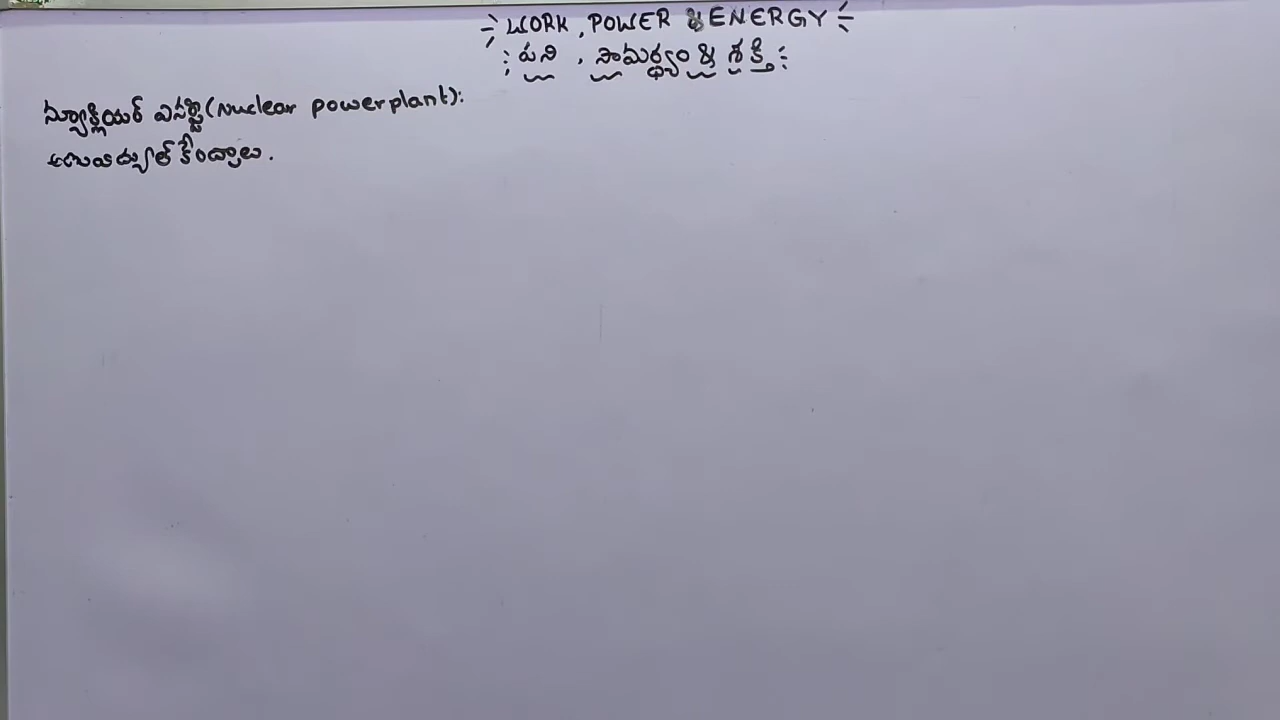 WORK, POWER & ENERGY
పని, సామర్థ్యం & శక్తి
న్యూక్లియర్ ఎనర్జి (Nuclear powerplant):
అణువిద్యుత్ కేంద్రాలు.